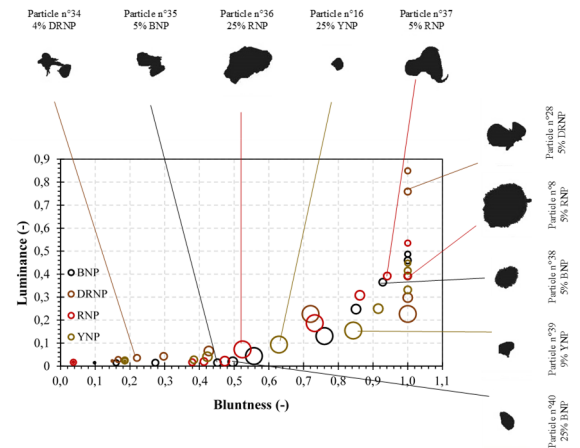 Particle n°34
4% DRNP
Particle n°35
5% BNP
Particle n°36
25% RNP
Particle n°16
25% YNP
Particle n°37
5% RNP
Particle n°28
5% DRNP
Particle n°8
5% RNP
Particle n°38
5% BNP
Particle n°39
9% YNP
Particle n°40
25% BNP
Luminance (-)
0,9
0,8
0,7
0,6
0,5
0,4
0,3
0,2
0,1
0
BNP
DRNP
RNP
YNP
0,0 0,1 0,2 0,3 0,4 0,5 0,6 0,7 0,8 0,9 1,0 1,1
Bluntness (-)